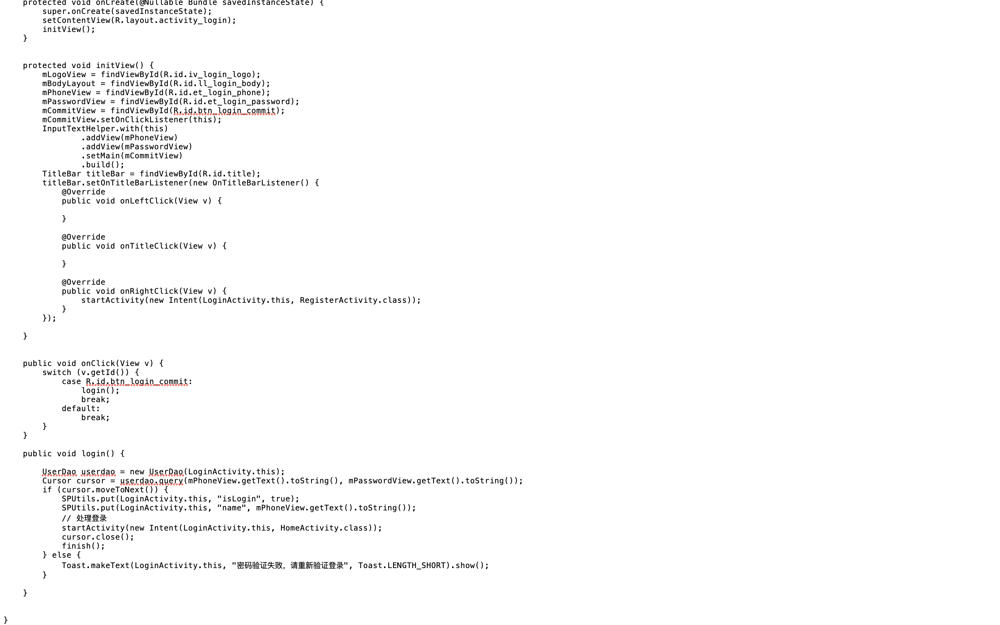 protected void onCreate(@Nullable Bundle savedInstanceState) {
super.onCreate(savedInstanceState);
setContentView(R.layout.activity_login);
initView();
}
protected void initView() {
mLogoView = findViewById(R.id.iv_login_logo);
mBodyLayout = findViewById(R.id.ll_login_body);
mPhoneView = findViewById(R.id.et_login_phone);
mPasswordView = findViewById(R.id.et_login_password);
mCommitView = findViewById(R.id.btn_login_commit);
mCommitView.setOnClickListener(this);
InputTextHelper.with(this)
.addView(mPhoneView)
.addView(mPasswordView)
.setMain(mCommitView)
.build();
TitleBar titleBar = findViewById(R.id.title);
titleBar.setOnTitleBarListener(new OnTitleBarListener() {
@Override
public void onLeftClick(View v) {
}
@Override
public void onTitleClick(View v) {
}
@Override
public void onRightClick(View v) {
startActivity(new Intent(LoginActivity.this, RegisterActivity.class));
}
});
}
public void onClick(View v) {
switch (v.getId()) {
case R.id.btn_login_commit:
login();
break;
default:
break;
}
}
public void login() {
UserDao userdao = new UserDao(LoginActivity.this);
Cursor cursor = userdao.query(mPhoneView.getText().toString(), mPasswordView.getText().toString());
if (cursor.moveToNext()) {
SPUtils.put(LoginActivity.this, "isLogin", true);
SPUtils.put(LoginActivity.this, "name", mPhoneView.getText().toString());
// 处理登录
startActivity(new Intent(LoginActivity.this, HomeActivity.class));
cursor.close();
finish();
} else {
Toast.makeText(LoginActivity.this, "密码验证失败，请重新验证登录", Toast.LENGTH_SHORT).show();
}
}
}